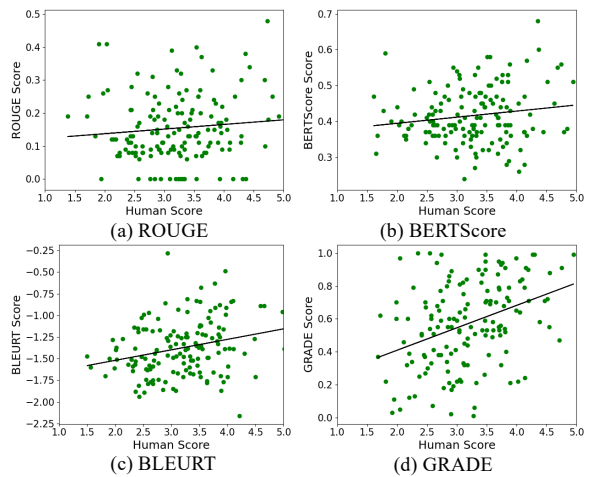 0.5
0.4
0.3
0.2
0.1
0.0
ROUGE Score
1.0 1.5 2.0 2.5 3.0 3.5 4.0 4.5 5.0
Human Score
(a) ROUGE
0.7
0.6
0.5
0.4
0.3
BERTScore Score
1.0 1.5 2.0 2.5 3.0 3.5 4.0 4.5 5.0
Human Score
(b) BERTScore
−0.25
−0.50
−0.75
−1.00
−1.25
−1.50
−1.75
−2.00
−2.25
BLEURT Score
1.0 1.5 2.0 2.5 3.0 3.5 4.0 4.5 5.0
Human Score
(c) BLEURT
1.0
0.8
0.6
0.4
0.2
0.0
GRADE Score
1.0 1.5 2.0 2.5 3.0 3.5 4.0 4.5 5.0
Human Score
(d) GRADE